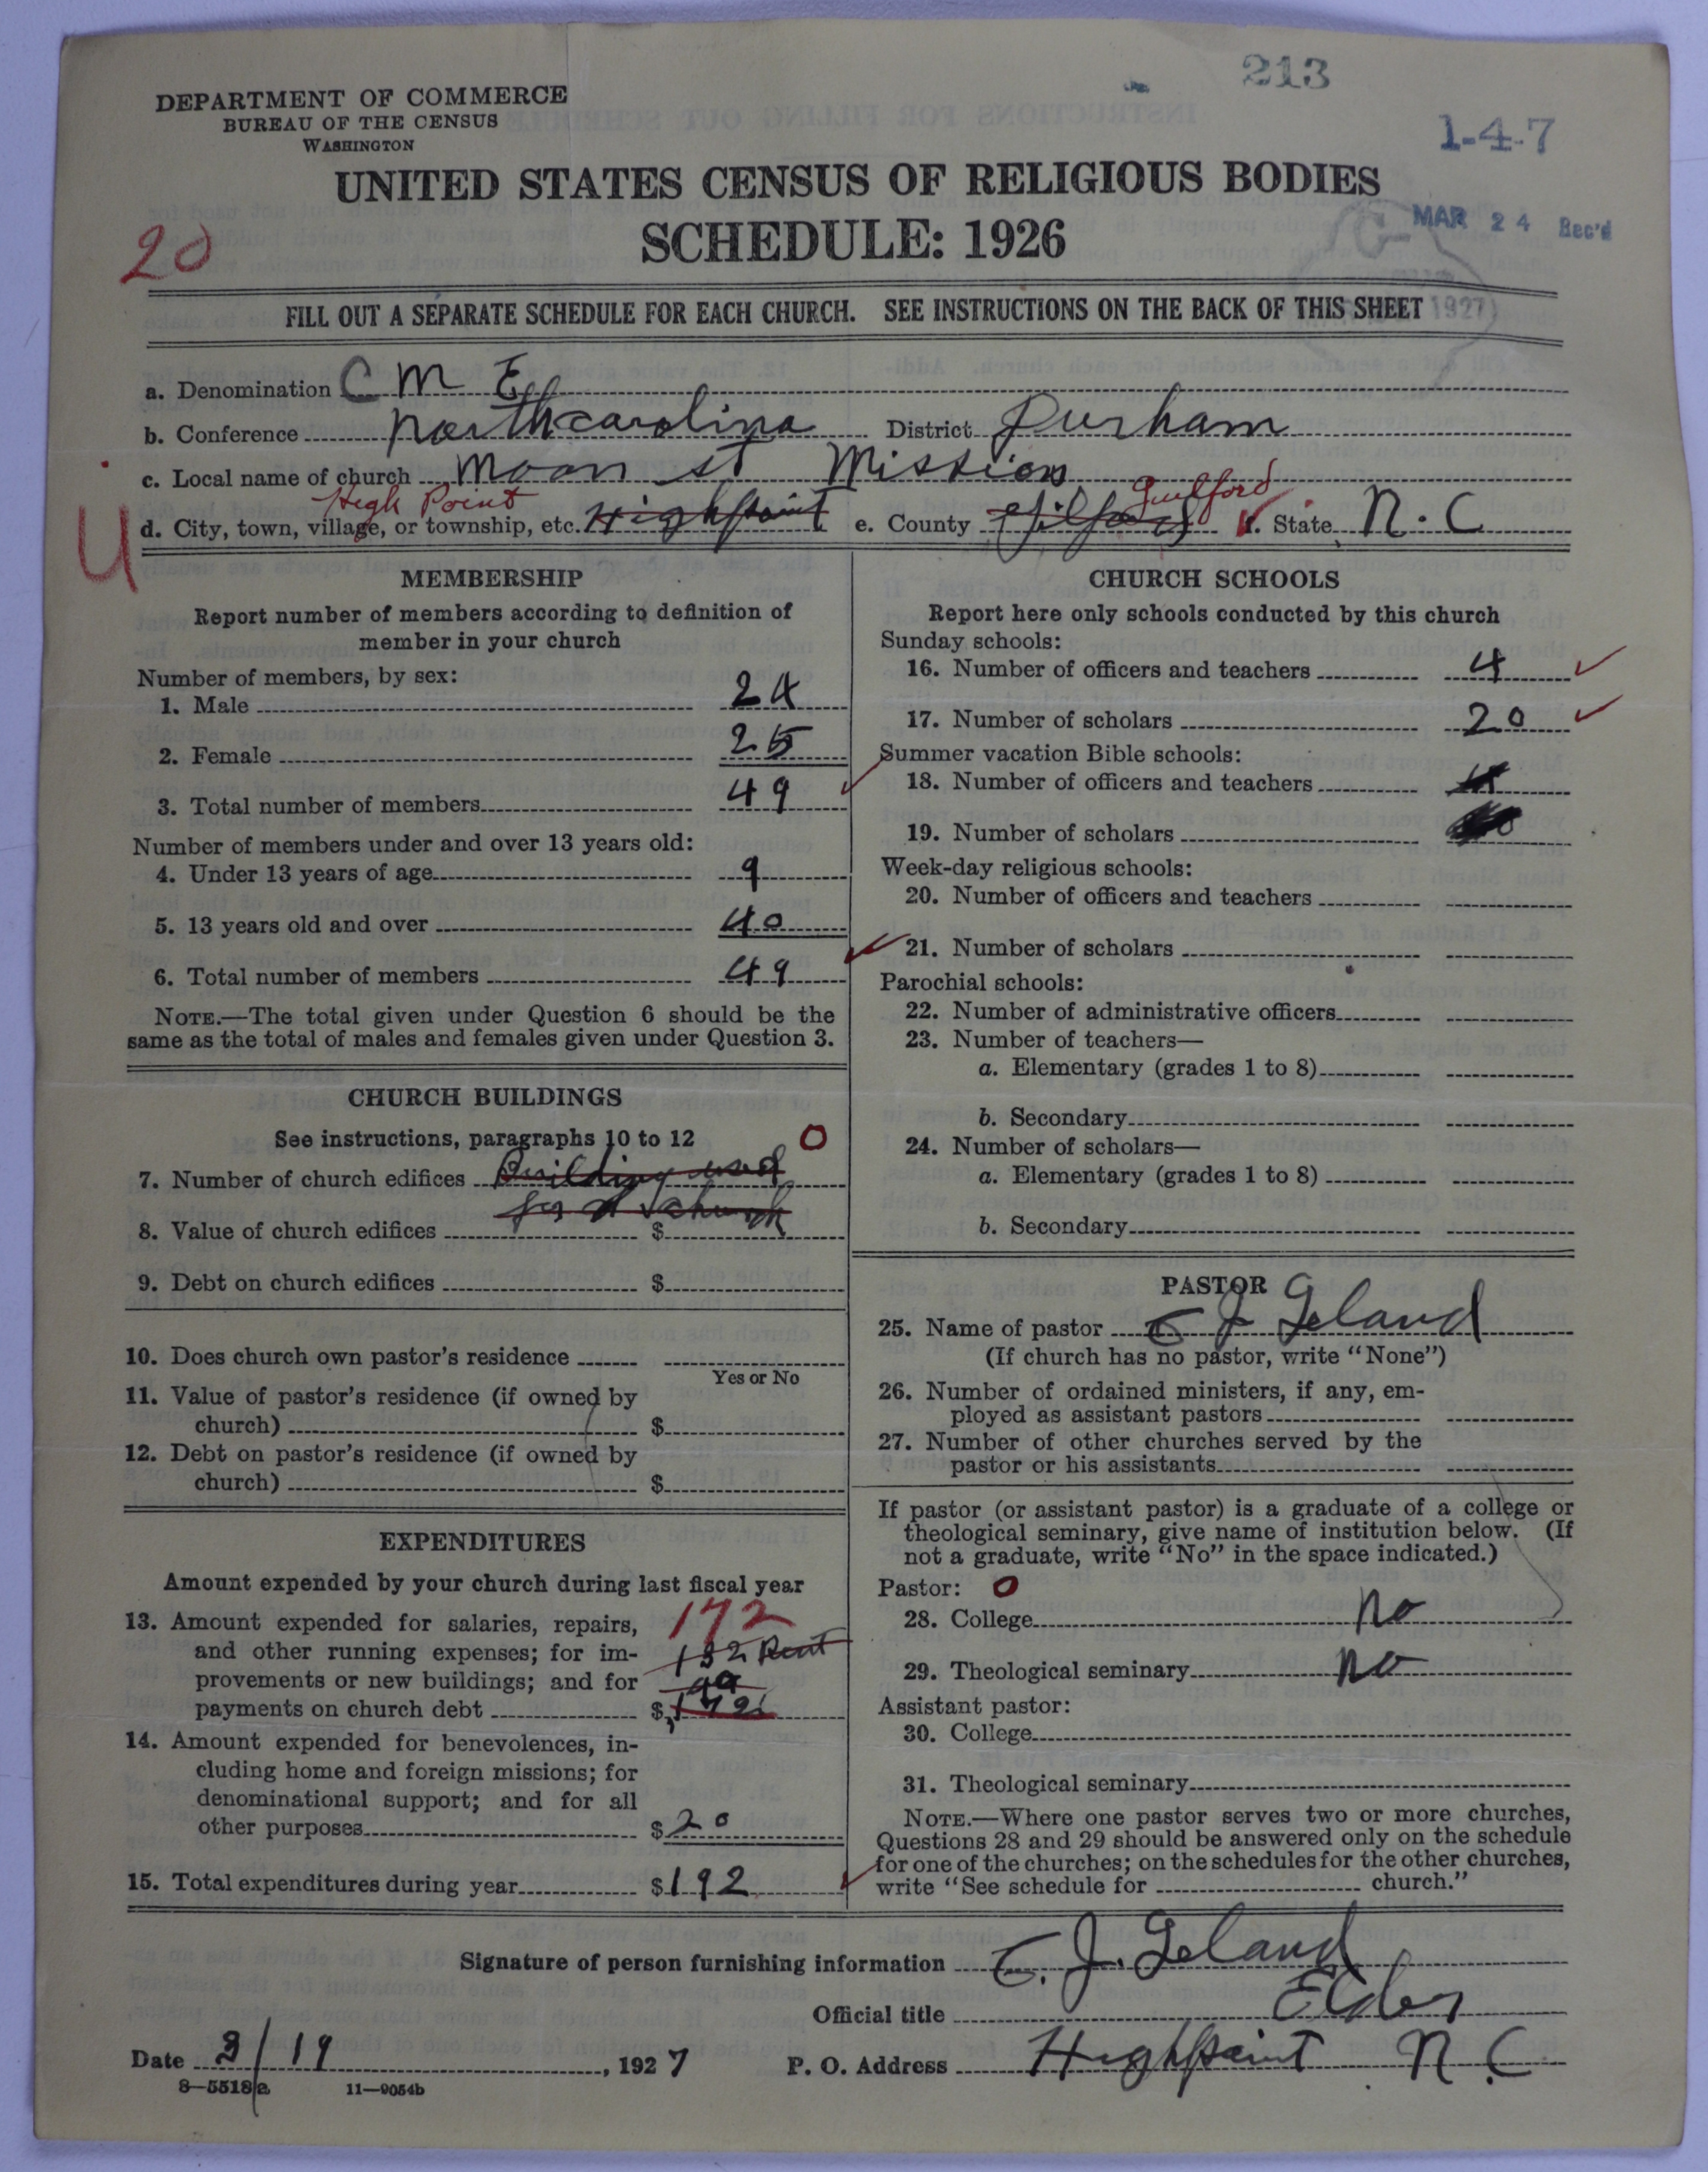 213
DEPARTMENT OF COMMERCE
BUREAU OF THE CENSUS
WASHINGTON
1-4-7
UNITED STATES CENSUS OF RELIGIOUS BODIES
SCHEDULE: 1926
MAR 24 Rec'd
20
1927
FILL OUT A SEPARATE SCHEDULE FOR EACH CHURCH. SEE INSTRUCTIONS ON THE BACK OF THIS SHEET
a. Denomination C M E
b. Conference Northcarolina District Durham
c. Local name of church Moon st Mission
High Point Guilford
d. City, town, village, or township, etc. Highpoint e. County Gilford f. State N. C
U
MEMBERSHIP
Report number of members according to definition of
member in your church
Number of members, by sex:
1. Male 24
2. Female 25
3. Total number of members 49
Number of members under and over 13 years old:
4. Under 13 years of age 9
5. 13 years old and over 40
6. Total number of members 49
NOTE.—The total given under Question 6 should be the
same as the total of males and females given under Question 3.
CHURCH BUILDINGS
See instructions, paragraphs 10 to 12 0
7. Number of church edifices Building used
for a church
8. Value of church edifices $
9. Debt on church edifices $
10. Does church own pastor's residence
Yes or No
11. Value of pastor's residence (if owned by
church) $
12. Debt on pastor's residence (if owned by
church) $
EXPENDITURES
Amount expended by your church during last fiscal year
13. Amount expended for salaries, repairs, 172
and other running expenses; for im- 132 Rent
provements or new buildings; and for
payments on church debt $ 172
14. Amount expended for benevolences, in-
cluding home and foreign missions; for
denominational support; and for all
other purposes $ 20
15. Total expenditures during year $ 192
CHURCH SCHOOLS
Report here only schools conducted by this church
Sunday schools:
16. Number of officers and teachers 4
17. Number of scholars 20
Summer vacation Bible schools:
18. Number of officers and teachers
19. Number of scholars
Week-day religious schools:
20. Number of officers and teachers
21. Number of scholars
Parochial schools:
22. Number of administrative officers
23. Number of teachers—
a. Elementary (grades 1 to 8)
b. Secondary
24. Number of scholars—
a. Elementary (grades 1 to 8)
b. Secondary
PASTOR
25. Name of pastor E J Leland
(If church has no pastor, write "None")
26. Number of ordained ministers, if any, em-
ployed as assistant pastors
27. Number of other churches served by the
pastor or his assistants
If pastor (or assistant pastor) is a graduate of a college or
theological seminary, give name of institution below. (If
not a graduate, write "No" in the space indicated.)
Pastor: 0
28. College No
29. Theological seminary No
Assistant pastor:
30. College
31. Theological seminary
NOTE.—Where one pastor serves two or more churches,
Questions 28 and 29 should be answered only on the schedule
for one of the churches; on the schedules for the other churches,
write "See schedule for church."
Signature of person furnishing information E. J. Leland
Official title Elder
Date 3/19, 1927 P. O. Address Highpoint N. C
8—5518a 11—9054b